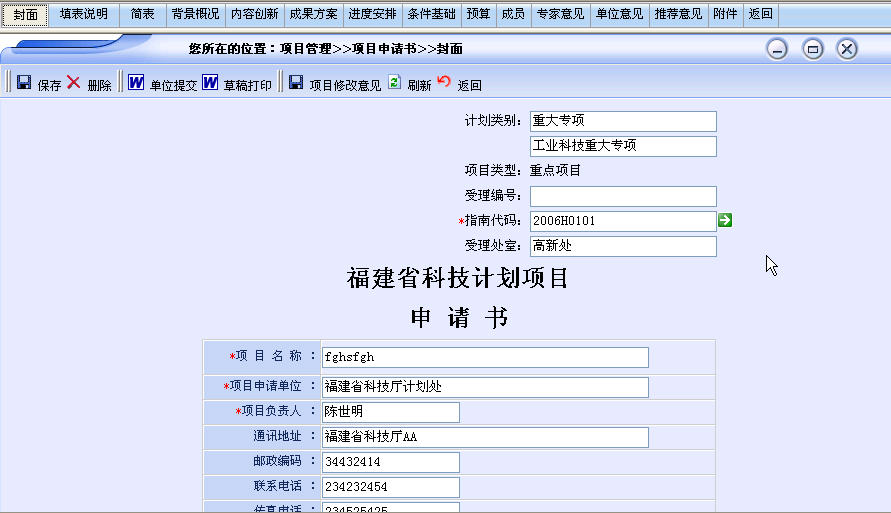 封面 填表说明 简表 背景概况 内容创新 成果方案 进度安排 条件基础 预算 成员 专家意见 单位意见 推荐意见 附件 返回
您所在的位置：项目管理>>项目申请书>>封面
保存 删除 单位提交 草稿打印 项目修改意见 刷新 返回
计划类别： 重大专项
工业科技重大专项
项目类型： 重点项目
受理编号：
*指南代码： 2006H0101
受理处室： 高新处
福建省科技计划项目
申 请 书
*项 目 名 称 ： fghsfgh
*项目申请单位 ： 福建省科技厅计划处
*项目负责人 ： 陈世明
通讯地址 ： 福建省科技厅AA
邮政编码 ： 34432414
联系电话 ： 234232454
传真电话 ： 234525425